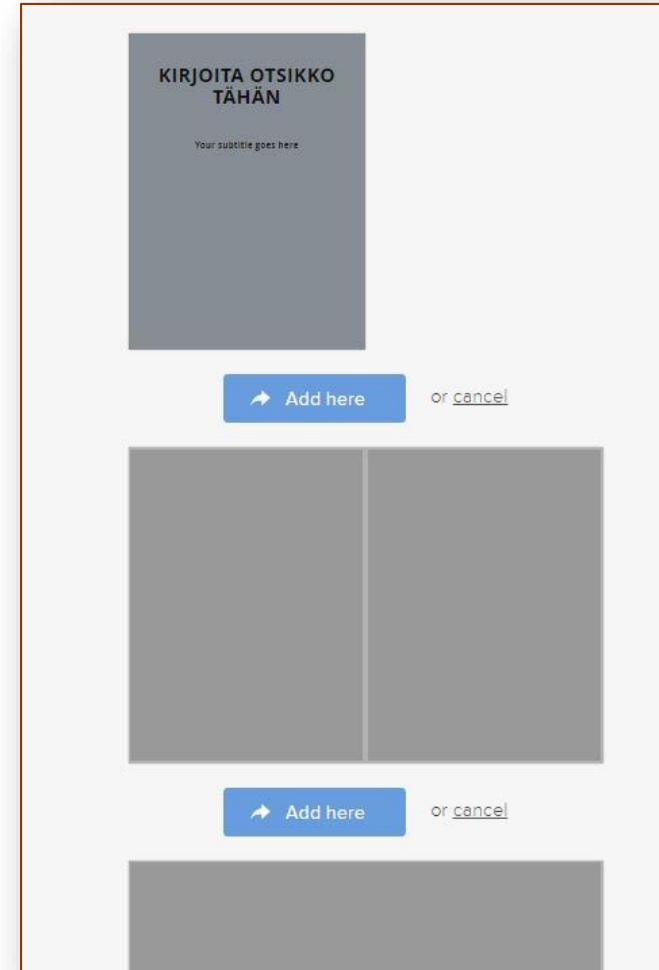 KIRJOITA OTSIKKO
TÄHÄN
Your subtitle goes here
Add here or cancel
Add here or cancel